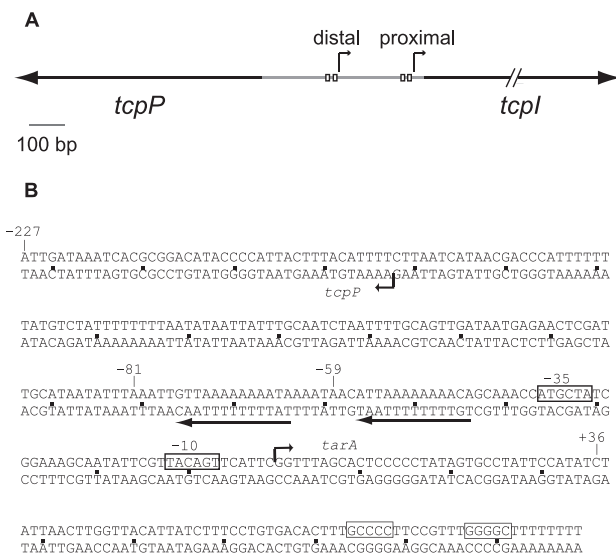 A
distal proximal
tcpP tcpI
100 bp
B
-227
ATTGATAAATCACGCGGACATACCCCATTACTTTACATTTTCTTAATCATAACGACCCATTTTTT
TAACTATTTAGTGCGCCTGTATGGGGTAATGAAATGTAAAAGAATTAGTATTGCTGGGTAAAAAA
tcpP
TATGTCTATTTTTTTTAATATAATTATTTGCAATCTAATTTTGCAGTTGATAATGAGAACTCGAT
ATACAGATAAAAAAAATTATATTAATAAACGTTAGATTAAAACGTCAACTATTACTCTTGAGCTA
-81 -59 -35
TGCATAATATTTAAATTGTTAAAAAAAATAAAATAACATTAAAAAAAACAGCAAACCATGCTATC
ACGTATTATAAATTTAACAATTTTTTTTATTTTATTGTAATTTTTTTTGTCGTTTGGTACGATAG
-10 tarA +36
GGAAAGCAATATTCGTTACAGTTCATTCGGTTTAGCACTCCCCCTATAGTGCCTATTCCATATCT
CCTTTCGTTATAAGCAATGTCAAGTAAGCCAAATCGTGAGGGGGATATCACGGATAAGGTATAGA
ATTAACTTGGTTACATTATCTTTCCTGTGACACTTTGCCCCTTCCGTTTGGGGCTTTTTTTT
TAATTGAACCAATGTAATAGAAAGGACACTGTGAAACGGGGAAGGCAAACCCCGAAAAAAAA